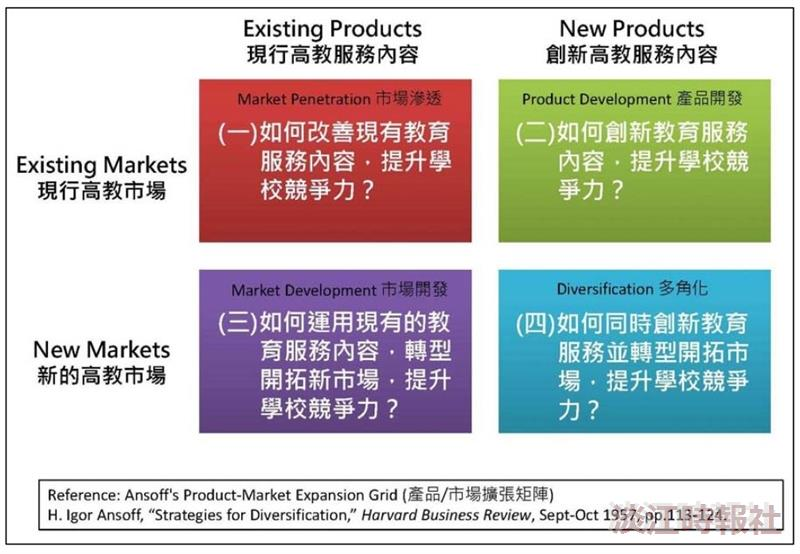 Existing Products
現行高教服務內容
New Products
創新高教服務內容
Existing Markets
現行高教市場
Market Penetration 市場滲透
(一)如何改善現有教育
服務內容，提升學
校競爭力？
Product Development 產品開發
(二)如何創新教育服務
內容，提升學校競
爭力？
New Markets
新的高教市場
Market Development 市場開發
(三)如何運用現有的教
育服務內容，轉型
開拓新市場，提升
學校競爭力？
Diversification 多角化
(四)如何同時創新教育
服務並轉型開拓市
場，提升學校競爭
力？
Reference: Ansoff's Product-Market Expansion Grid (產品/市場擴張矩陣)
H. Igor Ansoff, “Strategies for Diversification,” Harvard Business Review, Sept-Oct 1957, pp.113-124.
淡江時報社